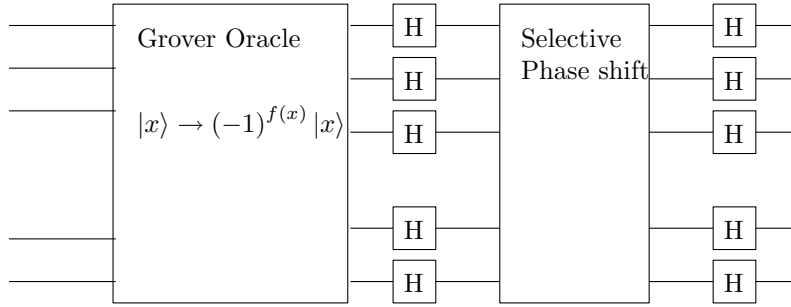 Grover Oracle
|x⟩ → (−1)^{f(x)} |x⟩
H
H
H
H
H
Selective
Phase shift
H
H
H
H
H